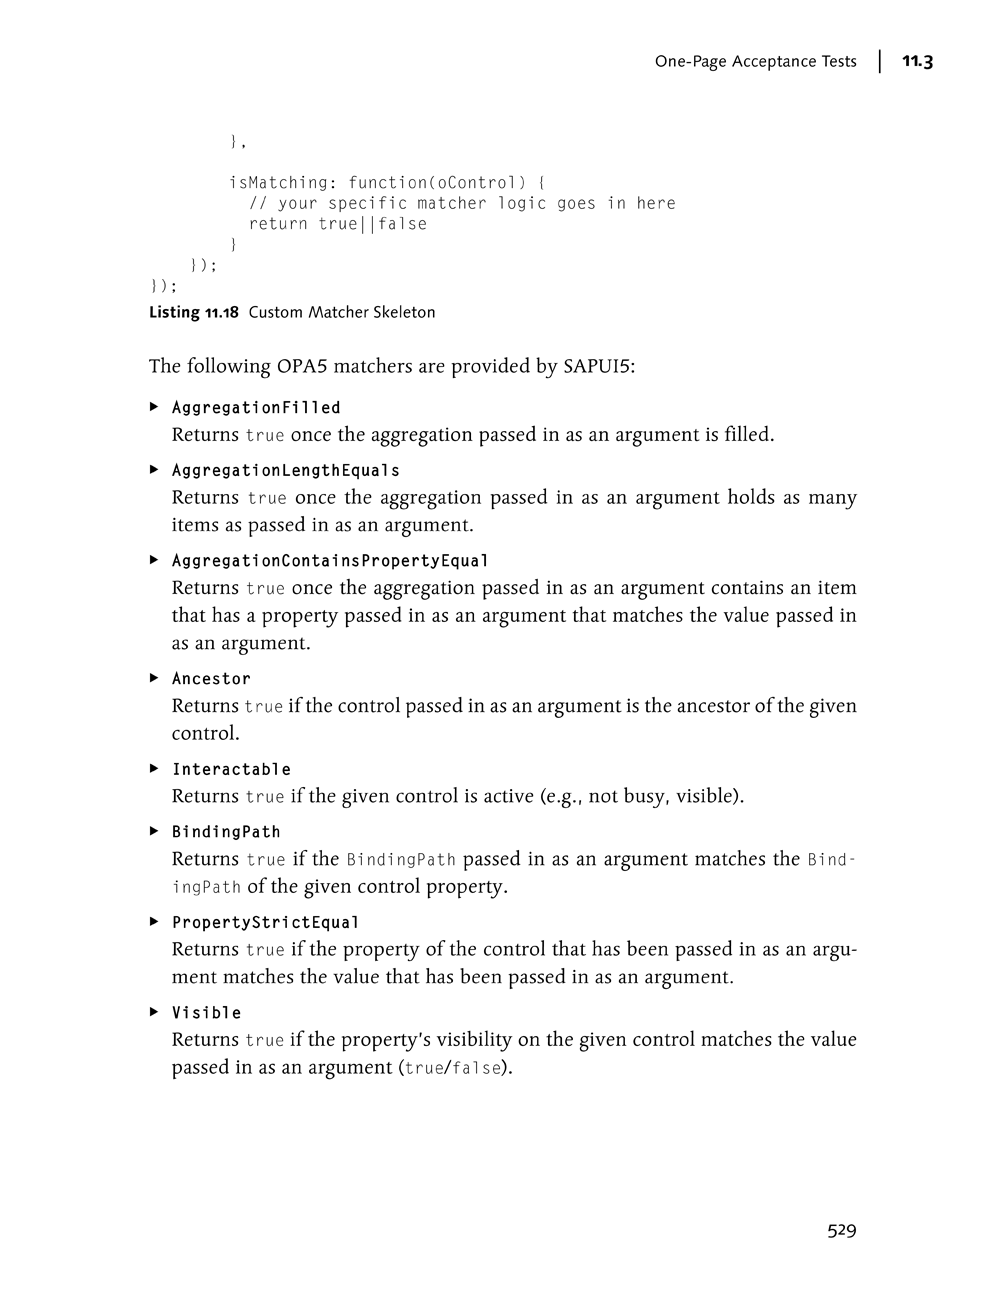 One-Page Acceptance Tests | 11.3
},
isMatching: function(oControl) {
// your specific matcher logic goes in here
return true||false
}
});
});
Listing 11.18 Custom Matcher Skeleton
The following OPA5 matchers are provided by SAPUI5:
► AggregationFilled
Returns true once the aggregation passed in as an argument is filled.
► AggregationLengthEquals
Returns true once the aggregation passed in as an argument holds as many
items as passed in as an argument.
► AggregationContainsPropertyEqual
Returns true once the aggregation passed in as an argument contains an item
that has a property passed in as an argument that matches the value passed in
as an argument.
► Ancestor
Returns true if the control passed in as an argument is the ancestor of the given
control.
► Interactable
Returns true if the given control is active (e.g., not busy, visible).
► BindingPath
Returns true if the BindingPath passed in as an argument matches the Bind-
ingPath of the given control property.
► PropertyStrictEqual
Returns true if the property of the control that has been passed in as an argu-
ment matches the value that has been passed in as an argument.
► Visible
Returns true if the property's visibility on the given control matches the value
passed in as an argument (true/false).
529